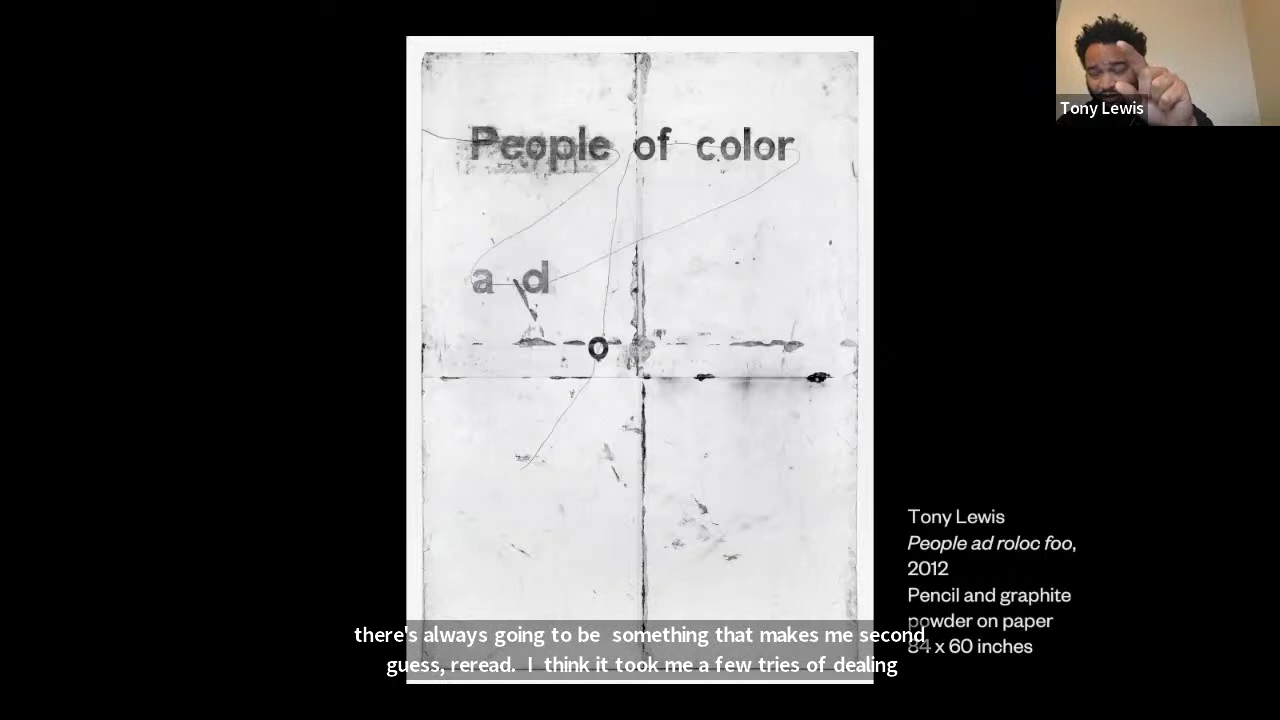 Tony Lewis
People of color
a d
o
Tony Lewis
People ad roloc foo,
2012
Pencil and graphite
powder on paper
84 x 60 inches
there's always going to be something that makes me second
guess, reread. I think it took me a few tries of dealing